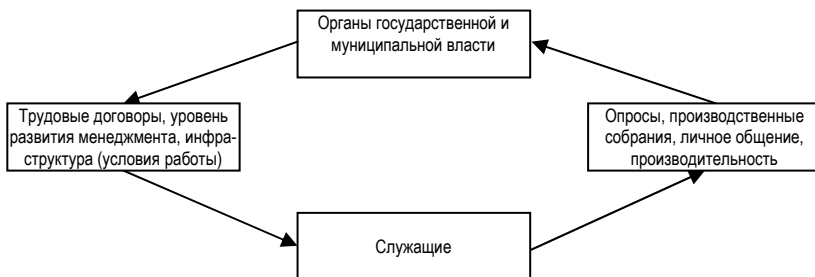 Органы государственной и
муниципальной власти
Трудовые договоры, уровень
развития менеджмента, инфра-
структура (условия работы)
Опросы, производственные
собрания, личное общение,
производительность
Служащие